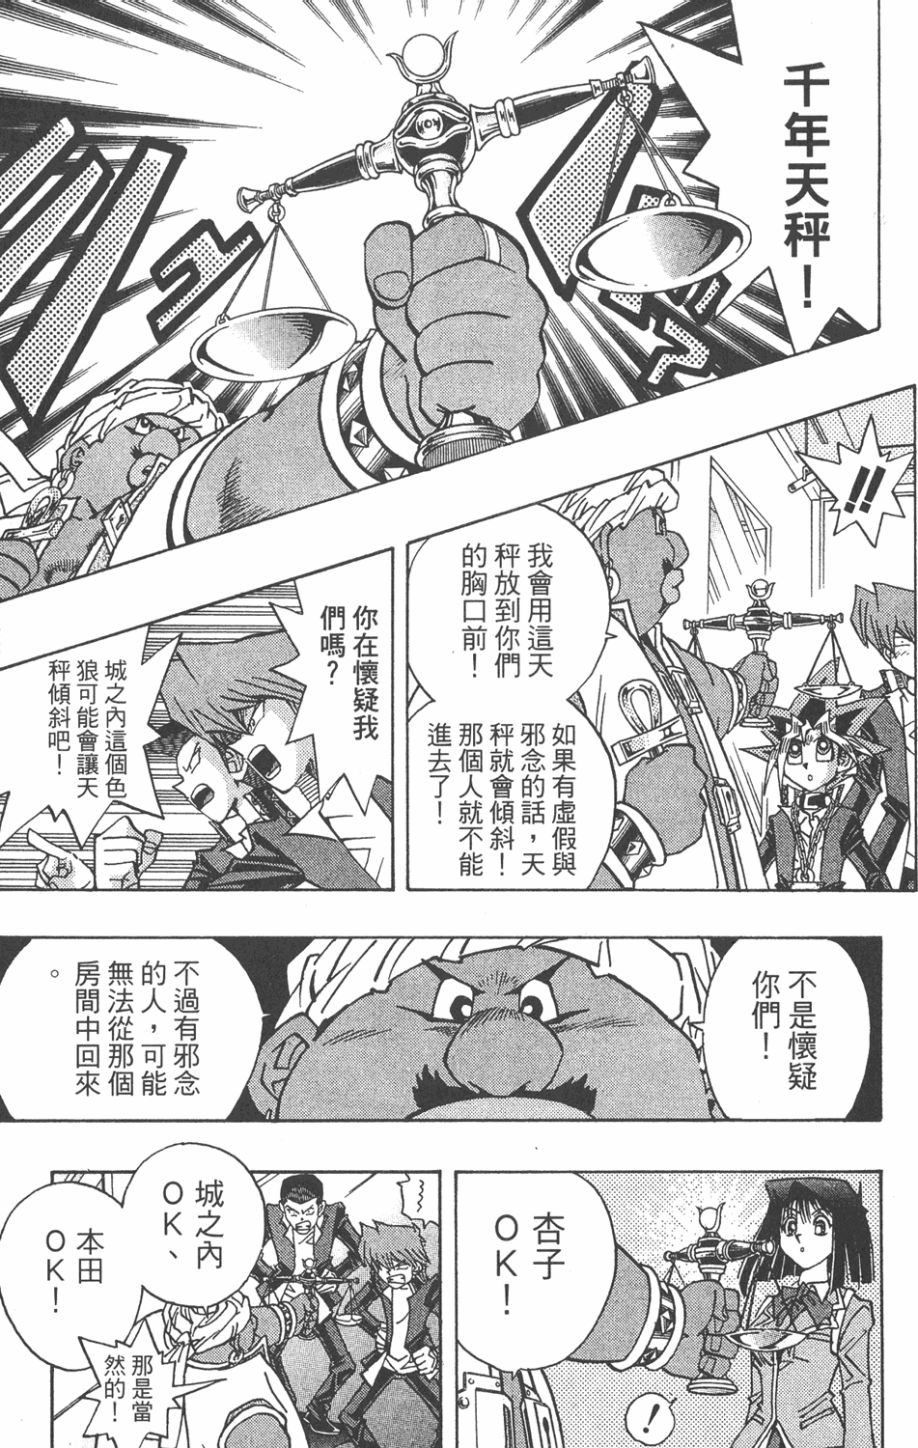 千年天秤！
！！
我會用這天
秤放到你們
的胸口前！
如果有虛假與
邪念的話，天
秤就會傾斜！
那個人就不能
進去了！
你在懷疑我
們嗎？
城之內這個色
狼可能會讓天
秤傾斜吧！
不是懷疑
你們！
不過有邪念
的人，可能
無法從那個
房間中回來
。
杏子
OK！
！
城之內
OK、
本田
OK！
那是當
然的！